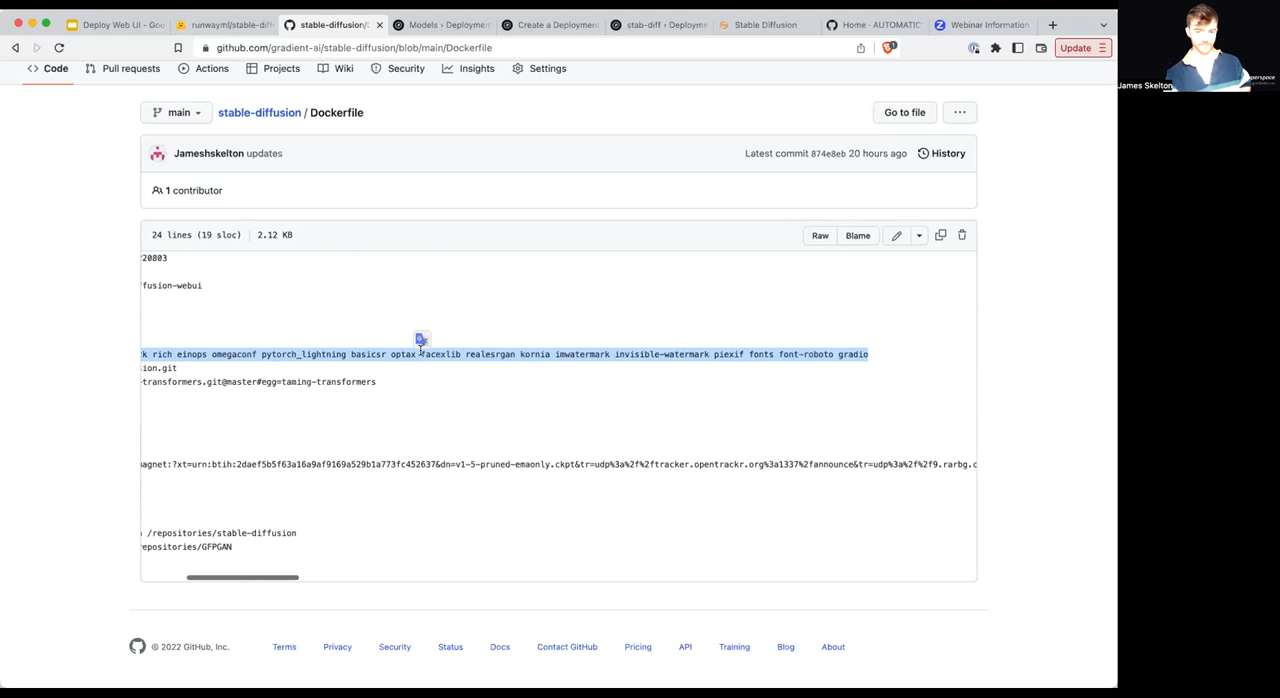 Deploy Web UI - Goo
runwayml/stable-diff
stable-diffusion/D
Models › Deploymen
Create a Deployment
stab-diff › Deployme
Stable Diffusion
Home · AUTOMATIC
Webinar Information
github.com/gradient-ai/stable-diffusion/blob/main/Dockerfile
1
Update
James Skelton
Code
Pull requests
Actions
Projects
Wiki
Security
Insights
Settings
main
stable-diffusion / Dockerfile
Go to file
Jameshskelton updates
Latest commit 874e8eb 20 hours ago
History
1 contributor
24 lines (19 sloc)
2.12 KB
Raw
Blame
20803
fusion-webui
k rich einops omegaconf pytorch_lightning basicsr optax facexlib realesrgan kornia imwatermark invisible-watermark piexif fonts font-roboto gradio
ion.git
-transformers.git@master#egg=taming-transformers
magnet:?xt=urn:btih:2daef5b5f63a16a9af9169a529b1a773fc452637&dn=v1-5-pruned-emaonly.ckpt&tr=udp%3a%2f%2ftracker.opentrackr.org%3a1337%2fannounce&tr=udp%3a%2f%2f9.rarbg.c
/repositories/stable-diffusion
repositories/GFPGAN
© 2022 GitHub, Inc.
Terms
Privacy
Security
Status
Docs
Contact GitHub
Pricing
API
Training
Blog
About